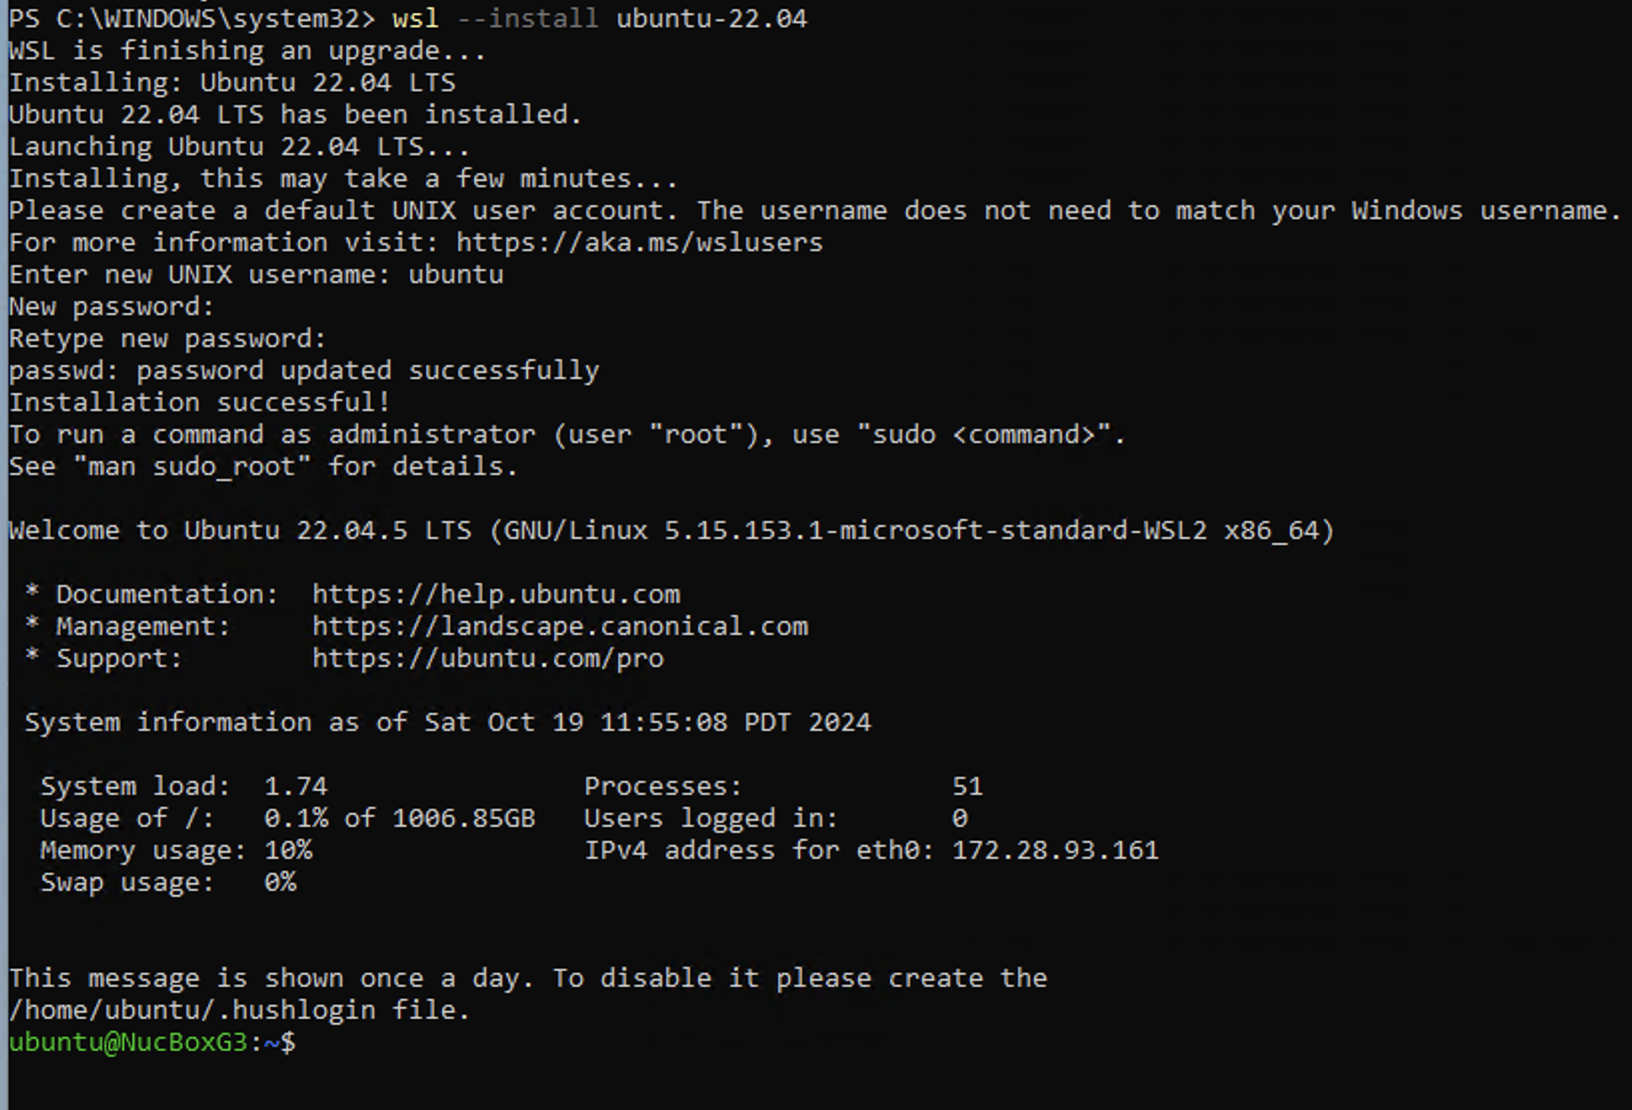 PS C:\WINDOWS\system32> wsl --install ubuntu-22.04
WSL is finishing an upgrade...
Installing: Ubuntu 22.04 LTS
Ubuntu 22.04 LTS has been installed.
Launching Ubuntu 22.04 LTS...
Installing, this may take a few minutes...
Please create a default UNIX user account. The username does not need to match your Windows username.
For more information visit: https://aka.ms/wslusers
Enter new UNIX username: ubuntu
New password:
Retype new password:
passwd: password updated successfully
Installation successful!
To run a command as administrator (user "root"), use "sudo <command>".
See "man sudo_root" for details.

Welcome to Ubuntu 22.04.5 LTS (GNU/Linux 5.15.153.1-microsoft-standard-WSL2 x86_64)

 * Documentation:  https://help.ubuntu.com
 * Management:     https://landscape.canonical.com
 * Support:        https://ubuntu.com/pro

 System information as of Sat Oct 19 11:55:08 PDT 2024

  System load:  1.74                Processes:             51
  Usage of /:   0.1% of 1006.85GB   Users logged in:       0
  Memory usage: 10%                 IPv4 address for eth0: 172.28.93.161
  Swap usage:   0%


This message is shown once a day. To disable it please create the
/home/ubuntu/.hushlogin file.
ubuntu@NucBoxG3:~$